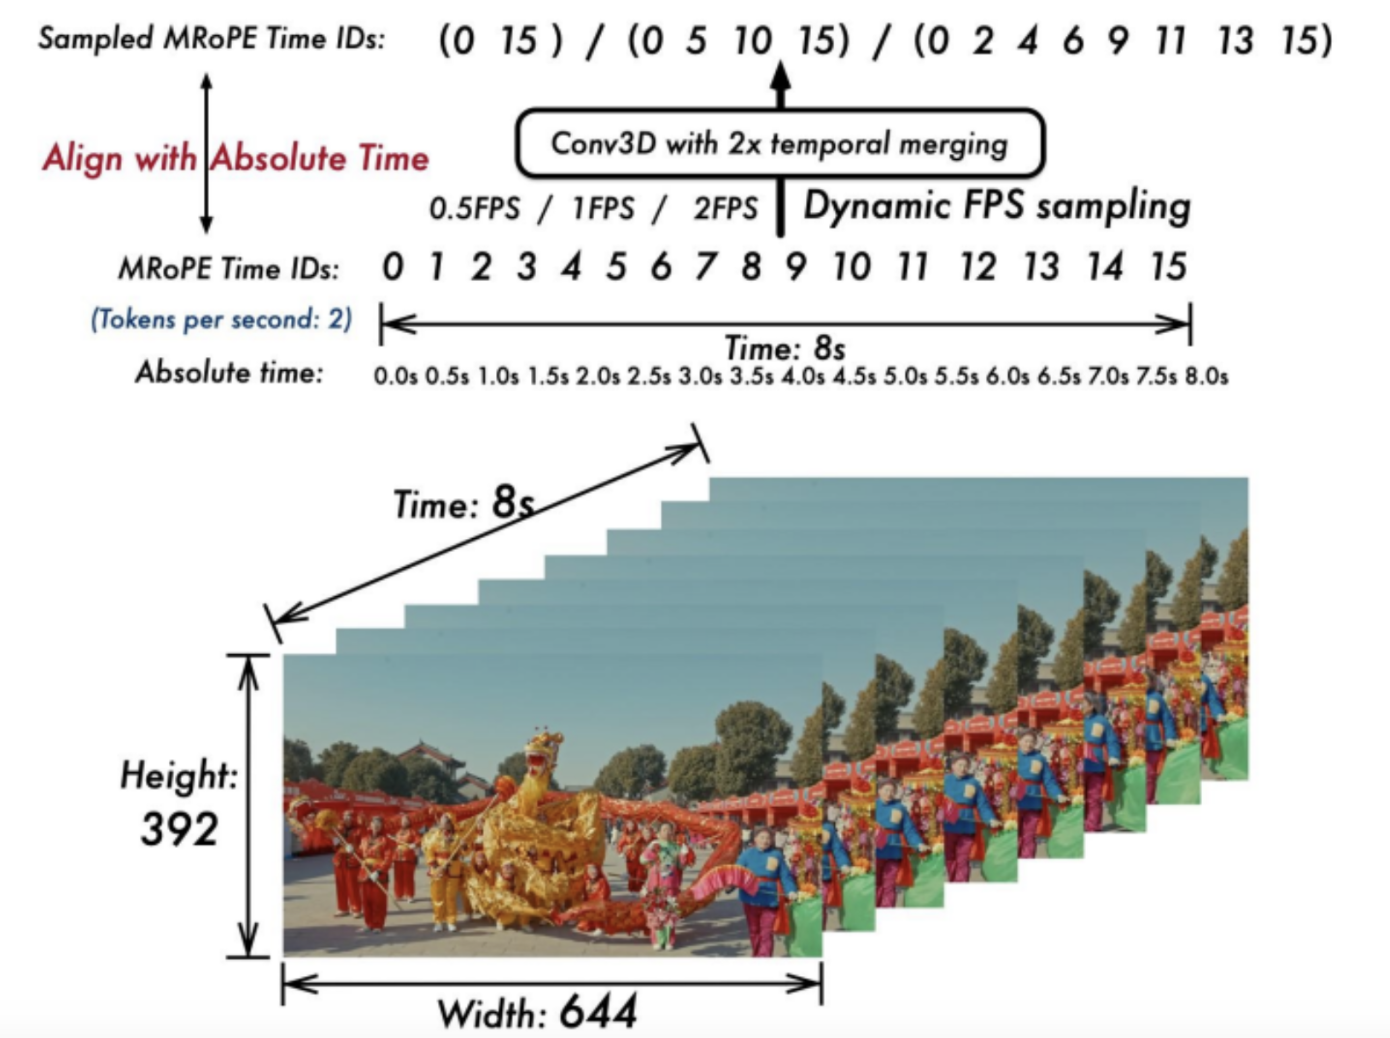 Sampled MRoPE Time IDs: (0 15 ) / (0 5 10 15) / (0 2 4 6 9 11 13 15)
Conv3D with 2x temporal merging
Align with Absolute Time
0.5FPS / 1FPS / 2FPS Dynamic FPS sampling
MRoPE Time IDs: 0 1 2 3 4 5 6 7 8 9 10 11 12 13 14 15
(Tokens per second: 2)
Time: 8s
Absolute time: 0.0s 0.5s 1.0s 1.5s 2.0s 2.5s 3.0s 3.5s 4.0s 4.5s 5.0s 5.5s 6.0s 6.5s 7.0s 7.5s 8.0s
Time: 8s
Height:
392
Width: 644